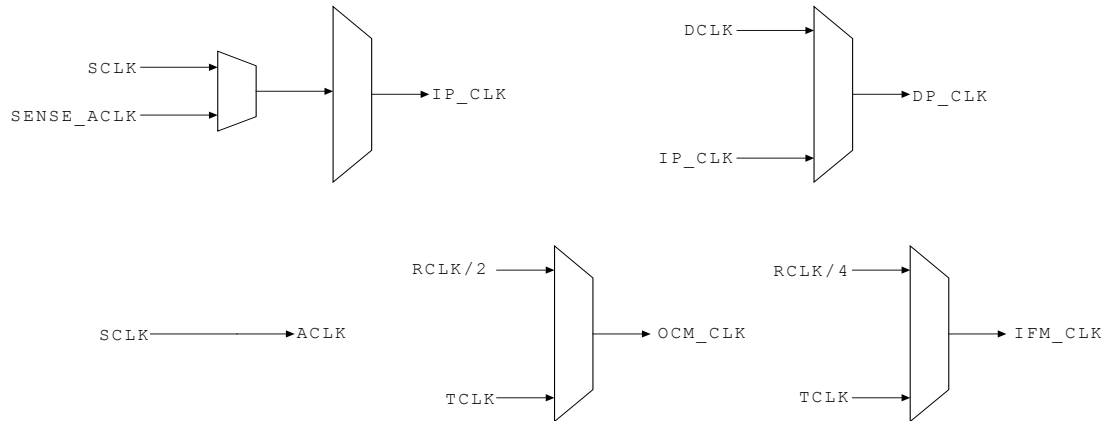 SCLK
SENSE_ACLK
IP_CLK
DCLK
IP_CLK
DP_CLK
SCLK
ACLK
RCLK/2
TCLK
OCM_CLK
RCLK/4
TCLK
IFM_CLK